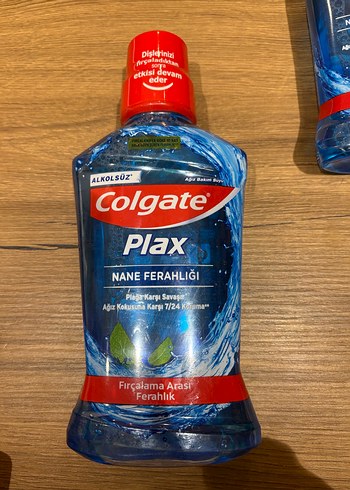 Dişlerinizi
fırçaladıktan
sonra
etkisi devam
eder
ALKOLSÜZ*
Ağız Bakım Suyu
Colgate®
Plax
NANE FERAHLIĞI
Plağa Karşı Savaşır
Ağız Kokusuna Karşı 7/24 Koruma**
Fırçalama Arası
Ferahlık